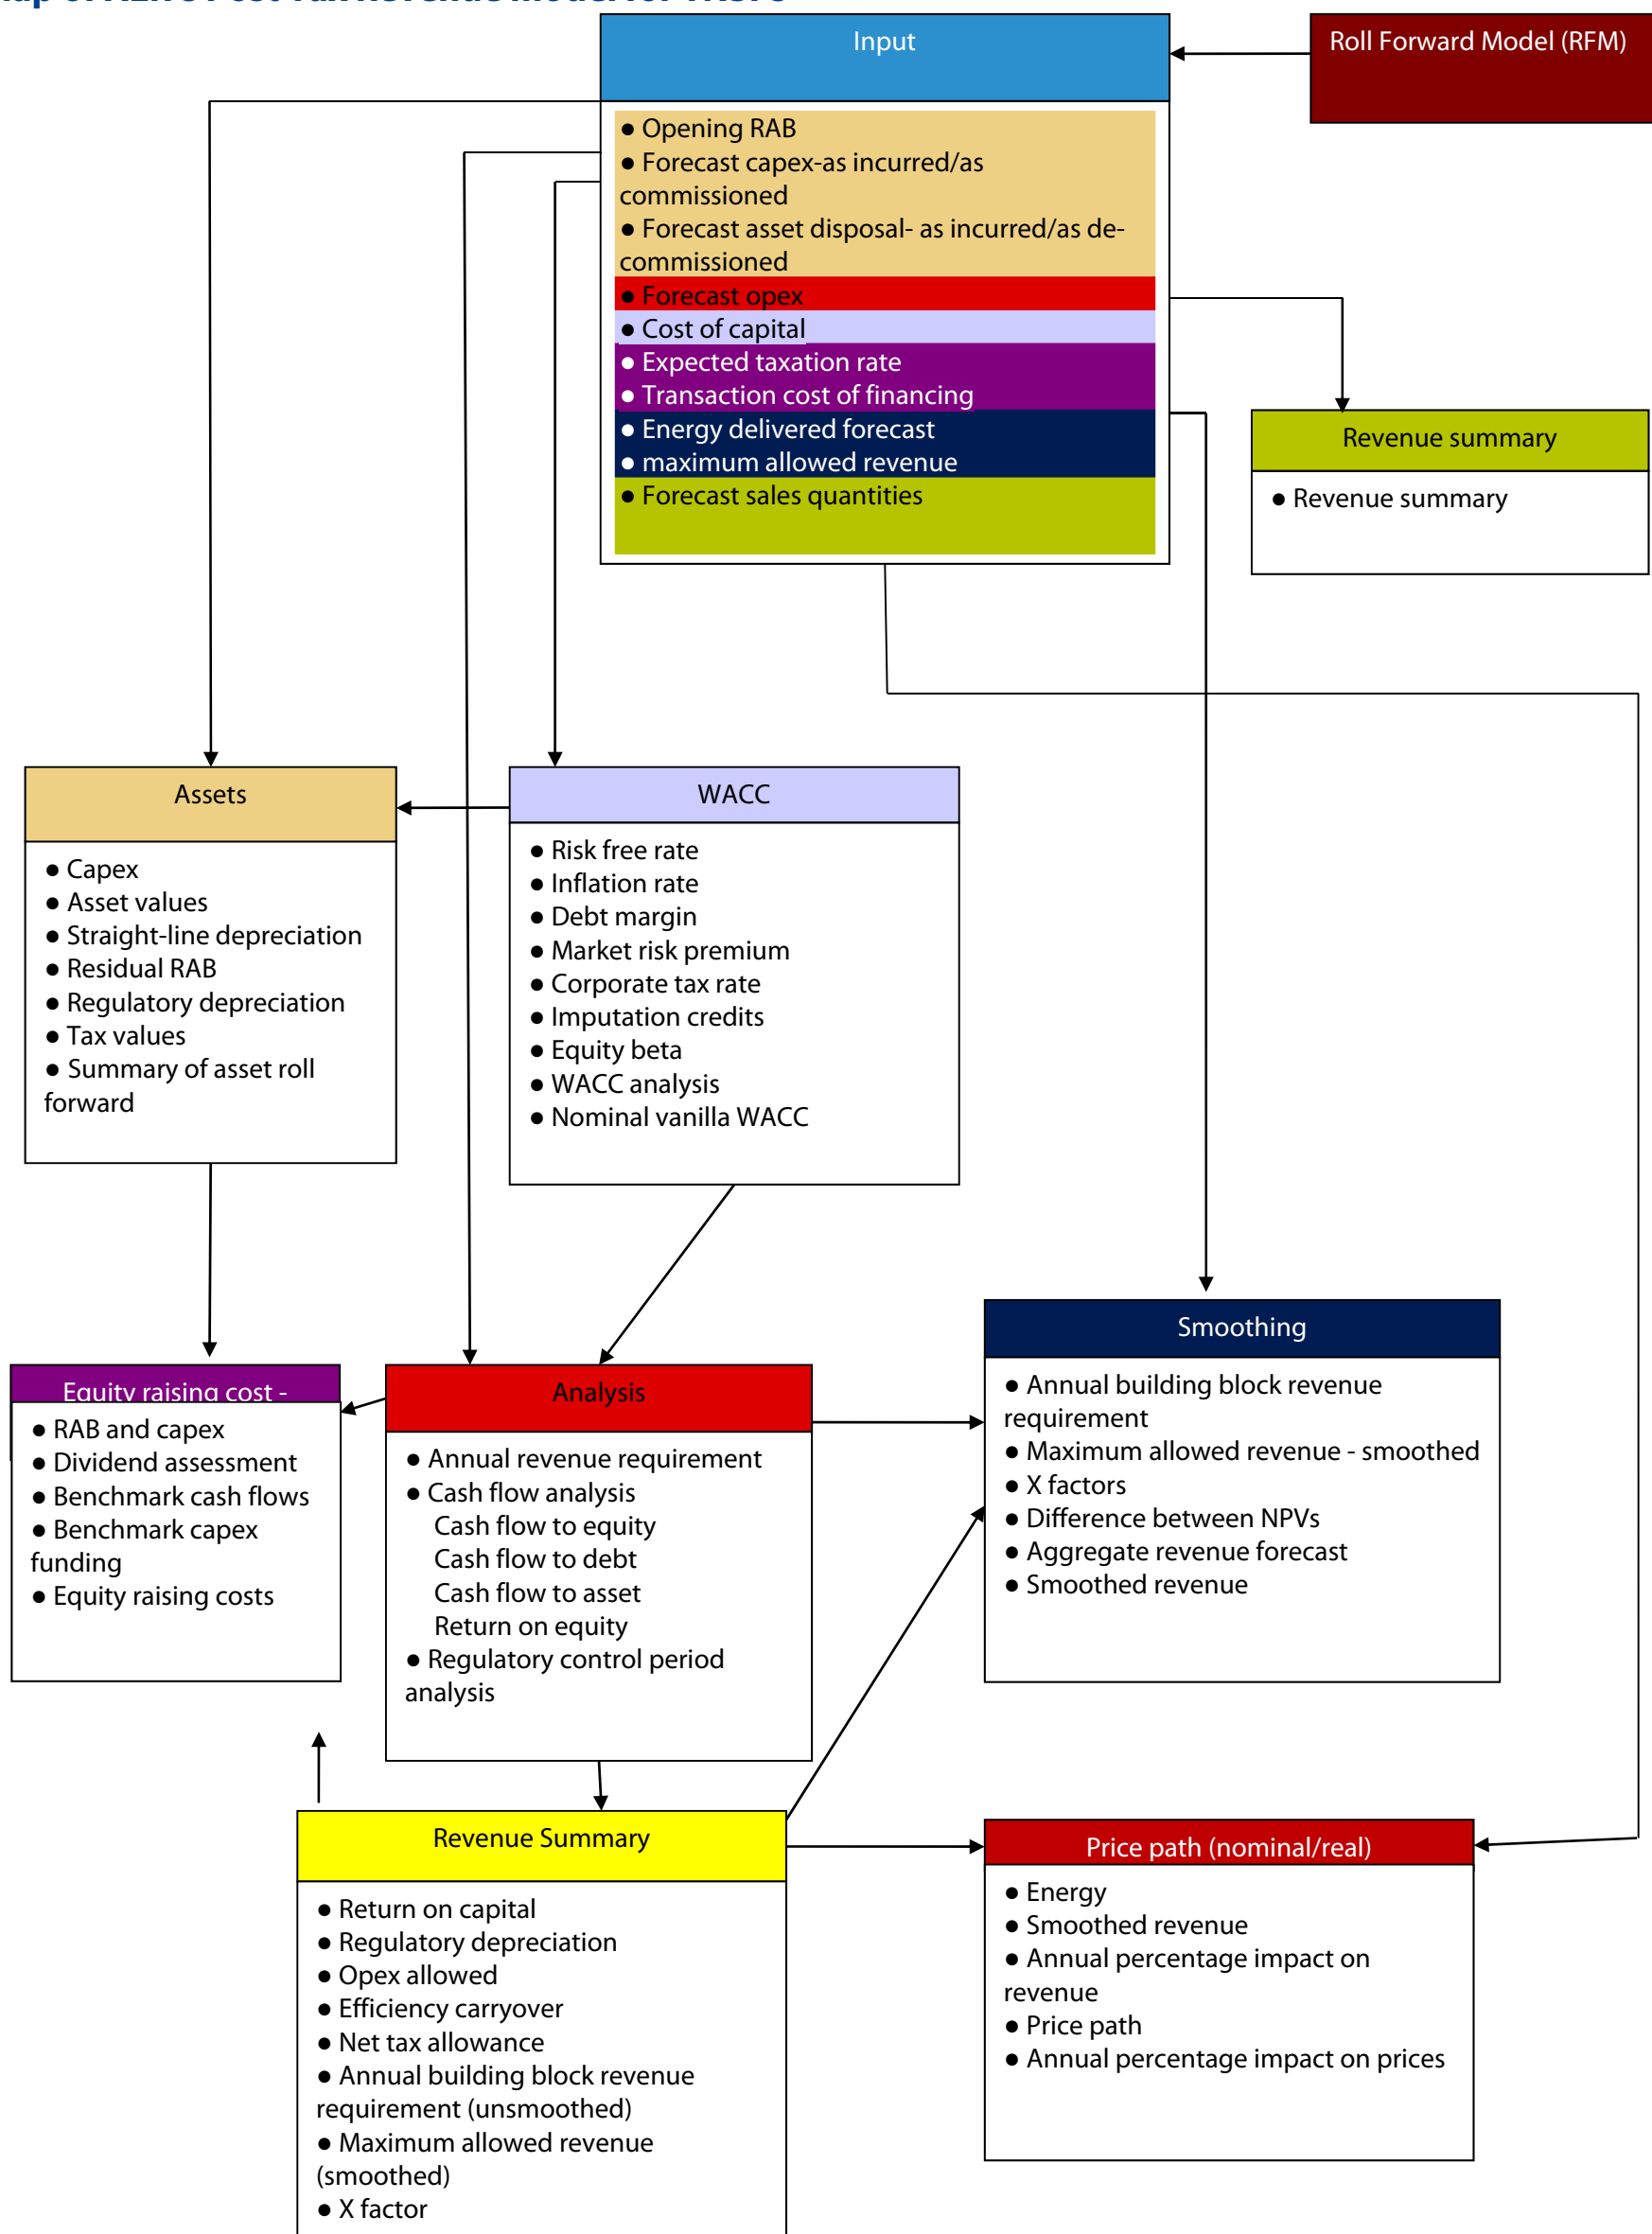 Input
Roll Forward Model (RFM)
● Opening RAB
● Forecast capex-as incurred/as
commissioned
● Forecast asset disposal- as incurred/as de-
commissioned
● Forecast opex
● Cost of capital
● Expected taxation rate
● Transaction cost of financing
● Energy delivered forecast
● maximum allowed revenue
● Forecast sales quantities
Revenue summary
● Revenue summary
Assets
● Capex
● Asset values
● Straight-line depreciation
● Residual RAB
● Regulatory depreciation
● Tax values
● Summary of asset roll
forward
WACC
● Risk free rate
● Inflation rate
● Debt margin
● Market risk premium
● Corporate tax rate
● Imputation credits
● Equity beta
● WACC analysis
● Nominal vanilla WACC
Smoothing
● Annual building block revenue
requirement
● Maximum allowed revenue - smoothed
● X factors
● Difference between NPVs
● Aggregate revenue forecast
● Smoothed revenue
Equity raising cost -
● RAB and capex
● Dividend assessment
● Benchmark cash flows
● Benchmark capex
funding
● Equity raising costs
Analysis
● Annual revenue requirement
● Cash flow analysis
Cash flow to equity
Cash flow to debt
Cash flow to asset
Return on equity
● Regulatory control period
analysis
Revenue Summary
● Return on capital
● Regulatory depreciation
● Opex allowed
● Efficiency carryover
● Net tax allowance
● Annual building block revenue
requirement (unsmoothed)
● Maximum allowed revenue
(smoothed)
● X factor
Price path (nominal/real)
● Energy
● Smoothed revenue
● Annual percentage impact on
revenue
● Price path
● Annual percentage impact on prices